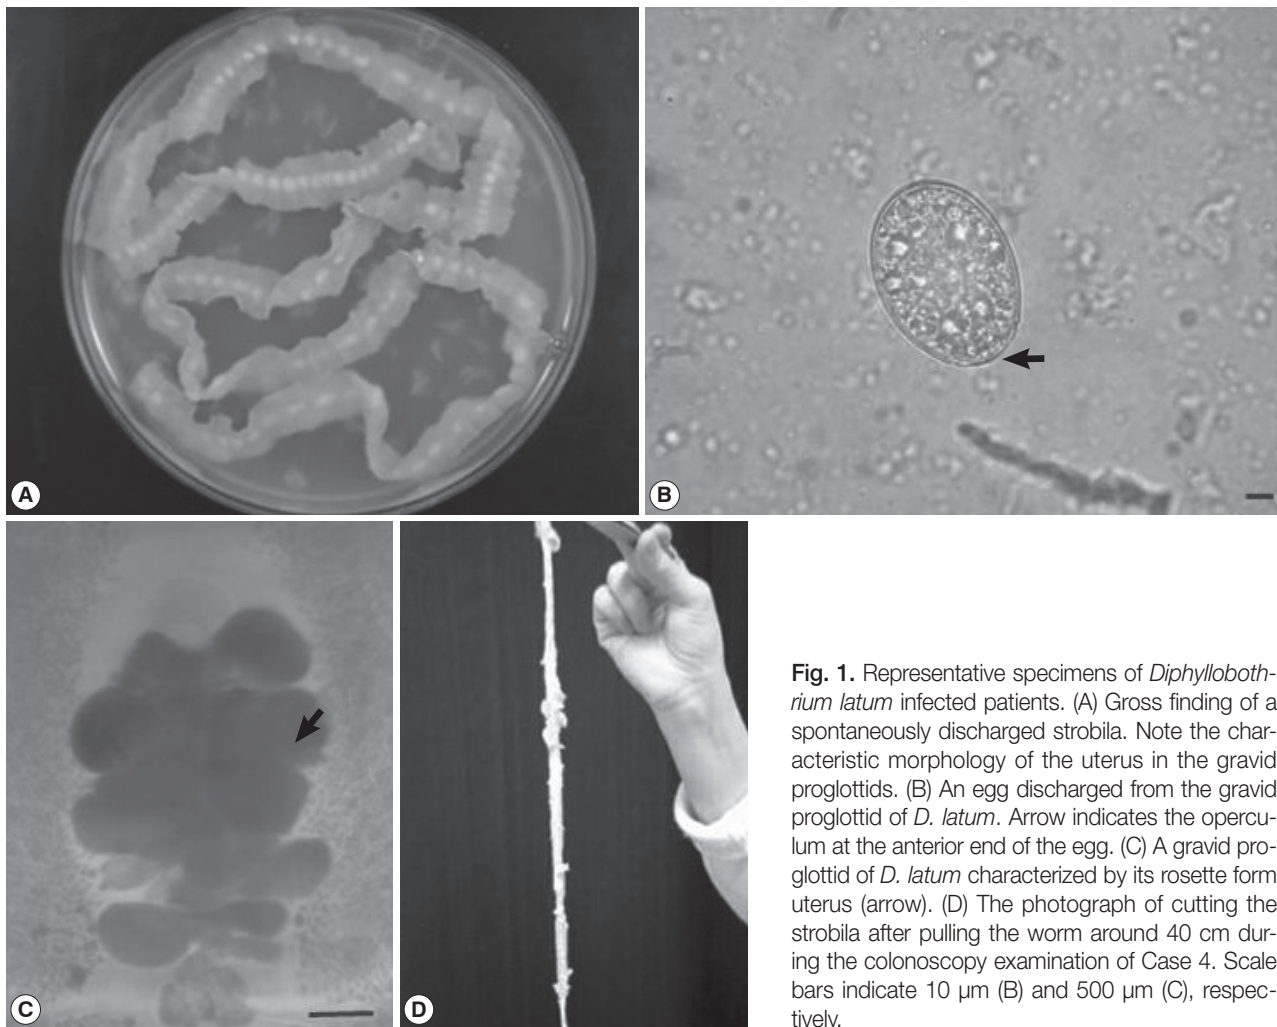 A
B
C
D
Fig. 1. Representative specimens of Diphylloboth-
rium latum infected patients. (A) Gross finding of a
spontaneously discharged strobila. Note the char-
acteristic morphology of the uterus in the gravid
proglottids. (B) An egg discharged from the gravid
proglottid of D. latum. Arrow indicates the opercu-
lum at the anterior end of the egg. (C) A gravid pro-
glottid of D. latum characterized by its rosette form
uterus (arrow). (D) The photograph of cutting the
strobila after pulling the worm around 40 cm dur-
ing the colonoscopy examination of Case 4. Scale
bars indicate 10 μm (B) and 500 μm (C), respec-
tively.